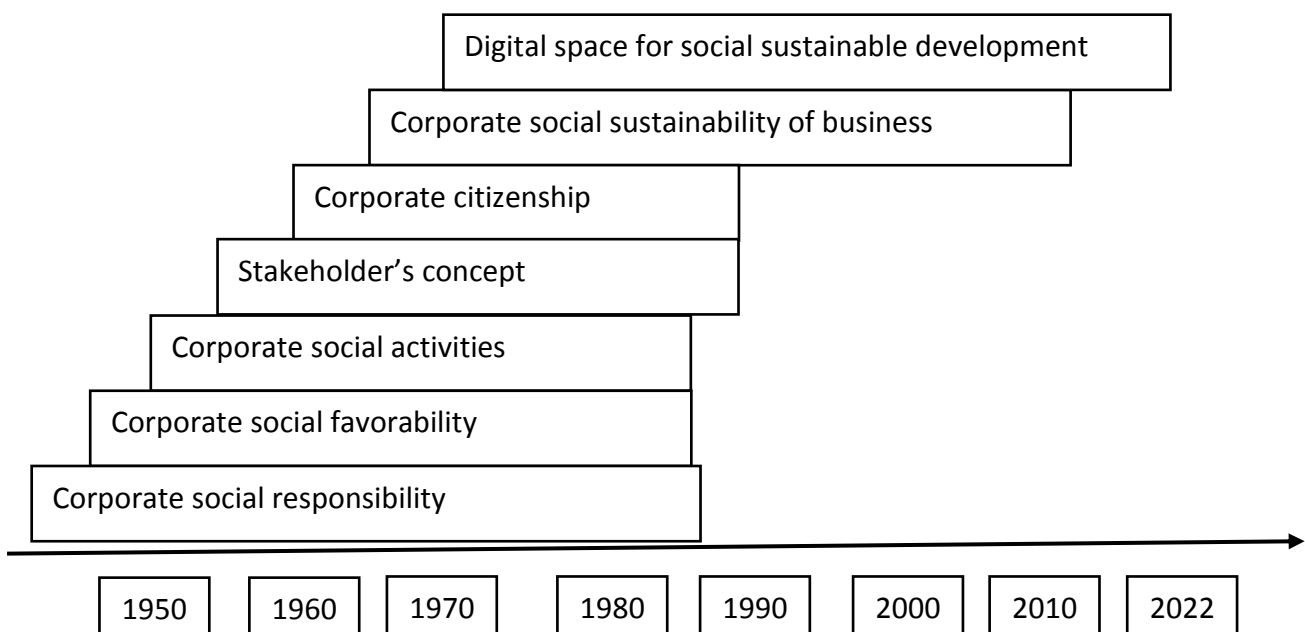 Digital space for social sustainable development
Corporate social sustainability of business
Corporate citizenship
Stakeholder’s concept
Corporate social activities
Corporate social favorability
Corporate social responsibility
1950 1960 1970 1980 1990 2000 2010 2022